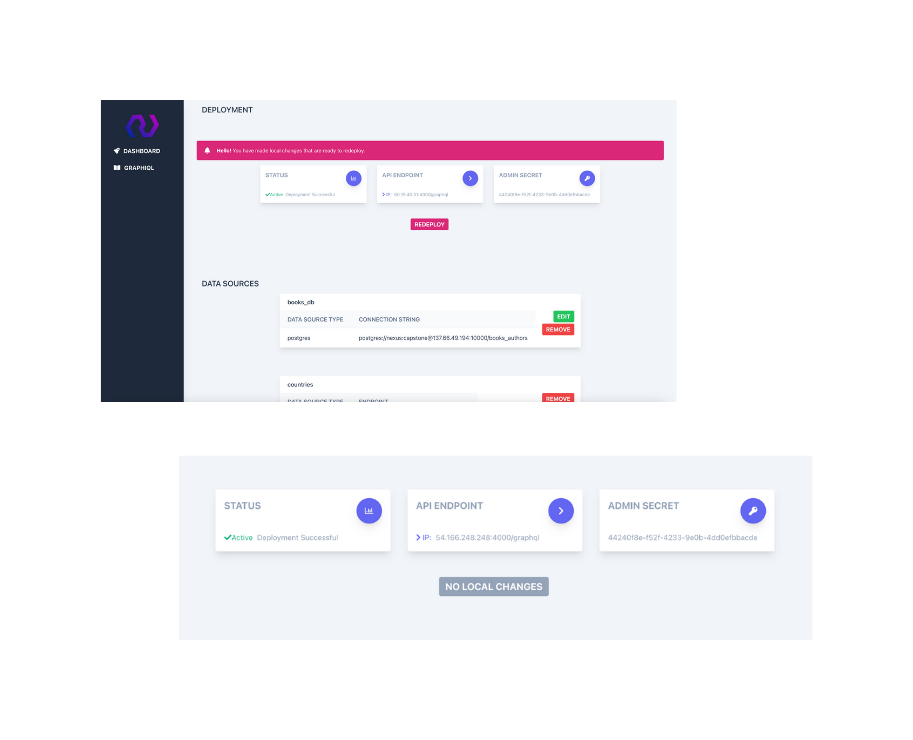 DEPLOYMENT
DASHBOARD
GRAPHIQL
Hello! You have made local changes that are ready to redeploy.
STATUS
Active Deployment Successful
API ENDPOINT
IP:
ADMIN SECRET
REDEPLOY
DATA SOURCES
books_db
DATA SOURCE TYPE CONNECTION STRING
EDIT
REMOVE
postgres postgres://nexusccapstone@137.66.49.194:10000/books_authors
countries
DATA SOURCE TYPE ENDPOINT
REMOVE
STATUS
Active Deployment Successful
API ENDPOINT
IP: 54.166.248.248:4000/graphql
ADMIN SECRET
44240f8e-f52f-4233-9e0b-4dd0efbbacde
NO LOCAL CHANGES